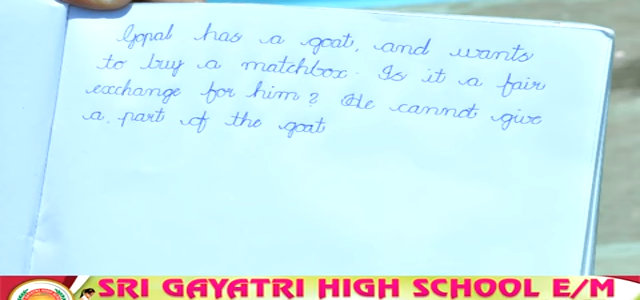 Gopal has a goat, and wants
to buy a matchbox. Is it a fair
exchange for him? He cannot give
a part of the goat
SRI GAYATRI HIGH SCHOOL E/M